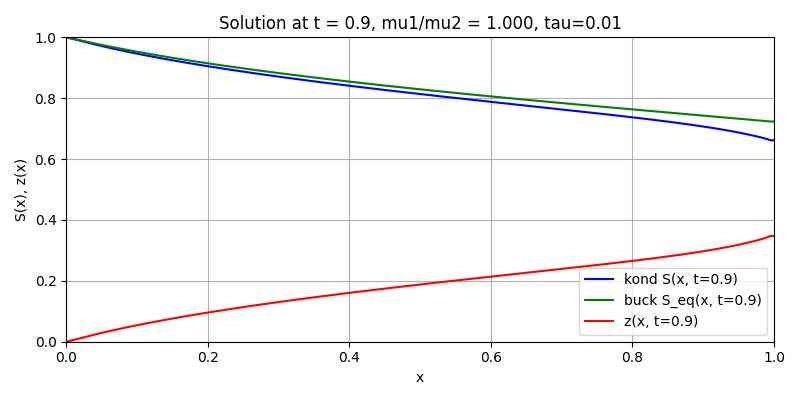 Solution at t = 0.9, mu1/mu2 = 1.000, tau=0.01
S(x), z(x)
1.0
0.8
0.6
0.4
0.2
0.0
kond S(x, t=0.9)
buck S_eq(x, t=0.9)
z(x, t=0.9)
0.0 0.2 0.4 0.6 0.8 1.0
x